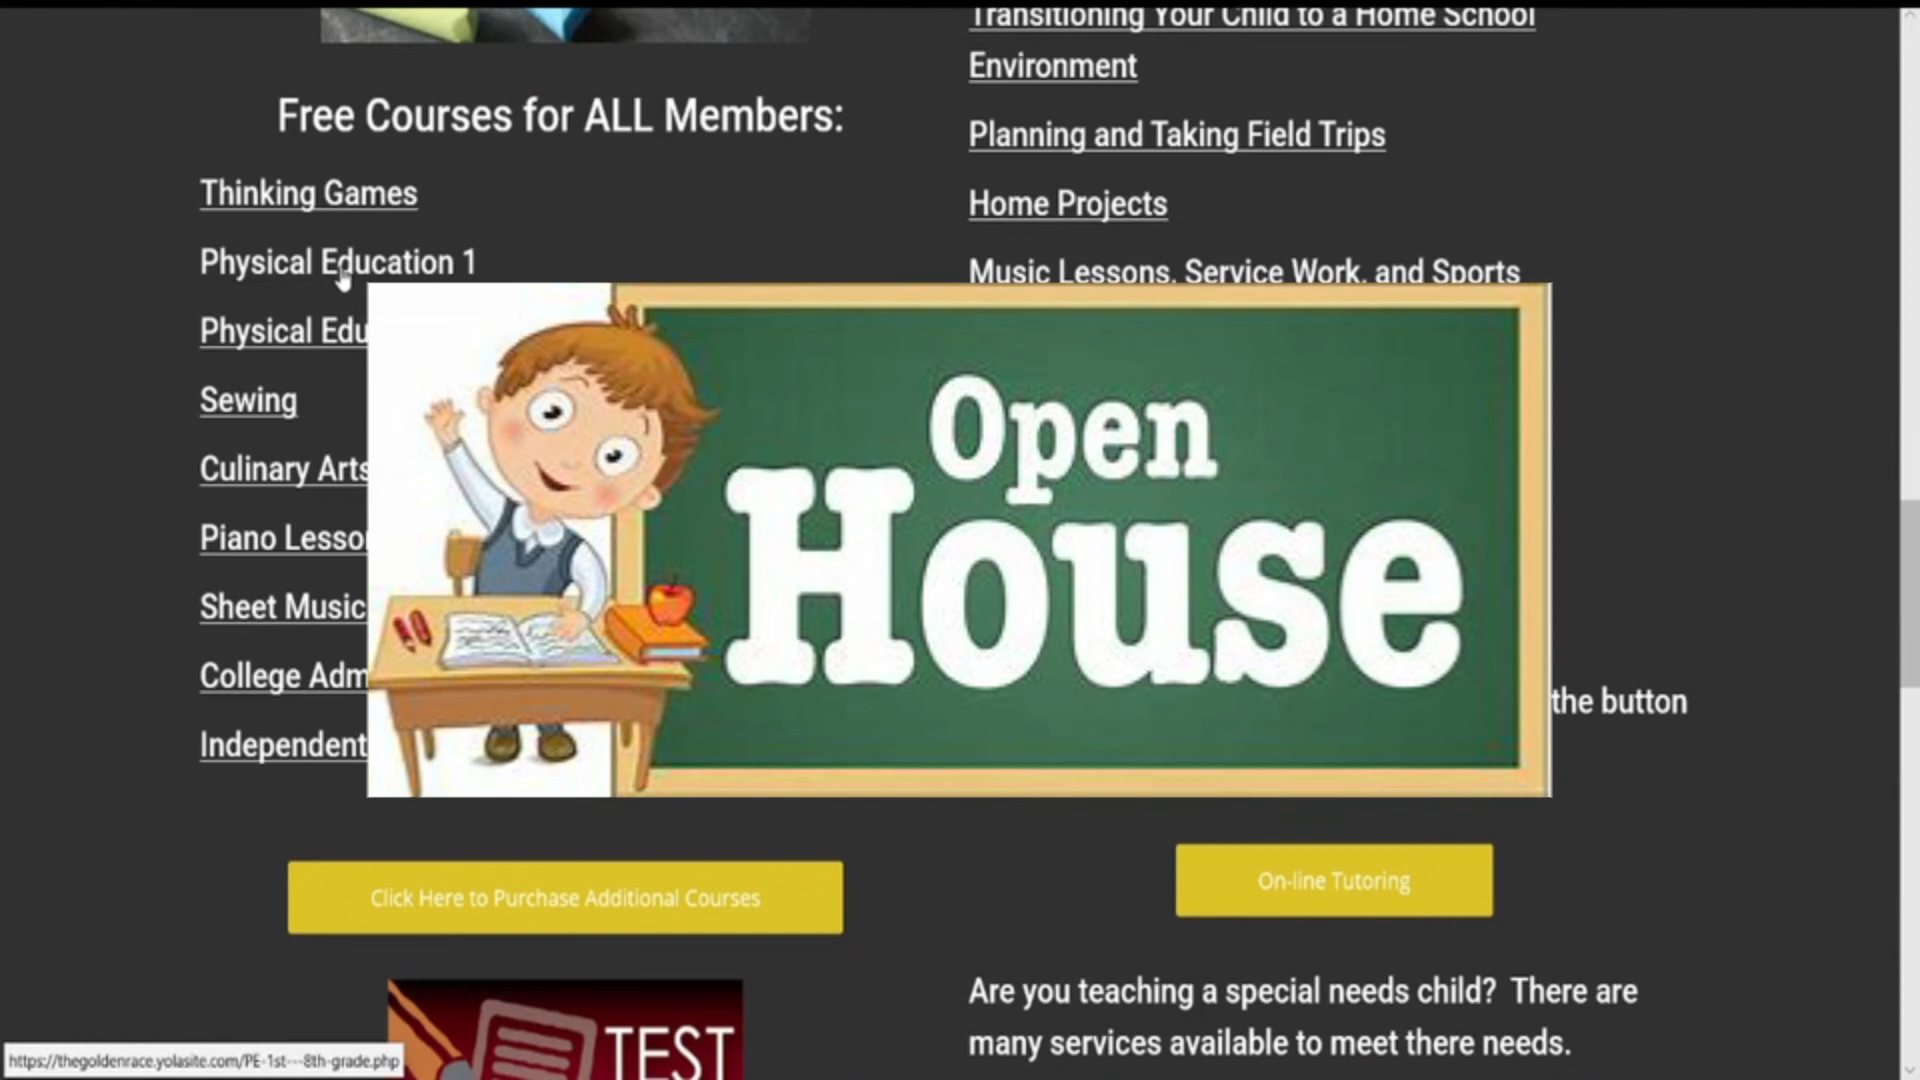 Free Courses for ALL Members:
Thinking Games
Physical Education 1
Physical Edu
Sewing
Culinary Arts
Piano Lesso
Sheet Music
College Adm
Independent
Click Here to Purchase Additional Courses
TEST
Transitioning Your Child to a Home School
Environment
Planning and Taking Field Trips
Home Projects
Music Lessons, Service Work, and Sports
Open
House
the button
On-line Tutoring
Are you teaching a special needs child? There are
many services available to meet there needs.
https://thegoldenrace.yolasite.com/PE-1st---8th-grade.php